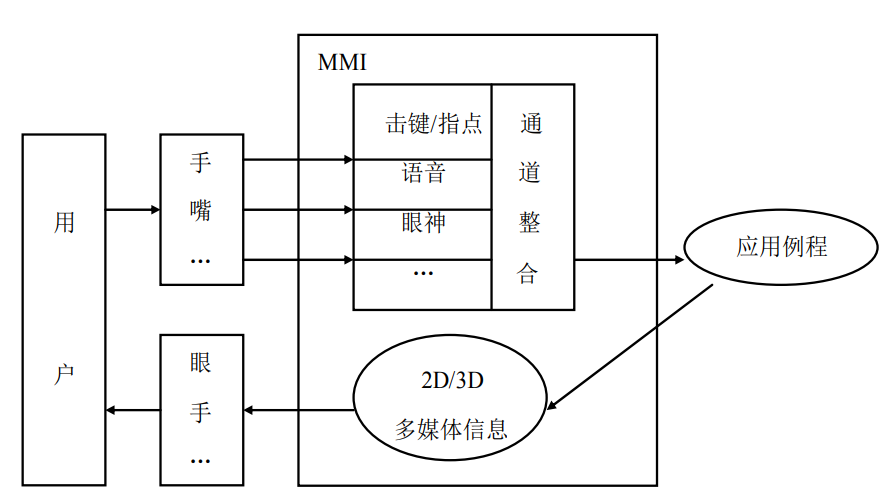 MMI
用
户
手
嘴
…
击键/指点
语音
眼神
…
通
道
整
合
应用例程
眼
手
…
2D/3D
多媒体信息